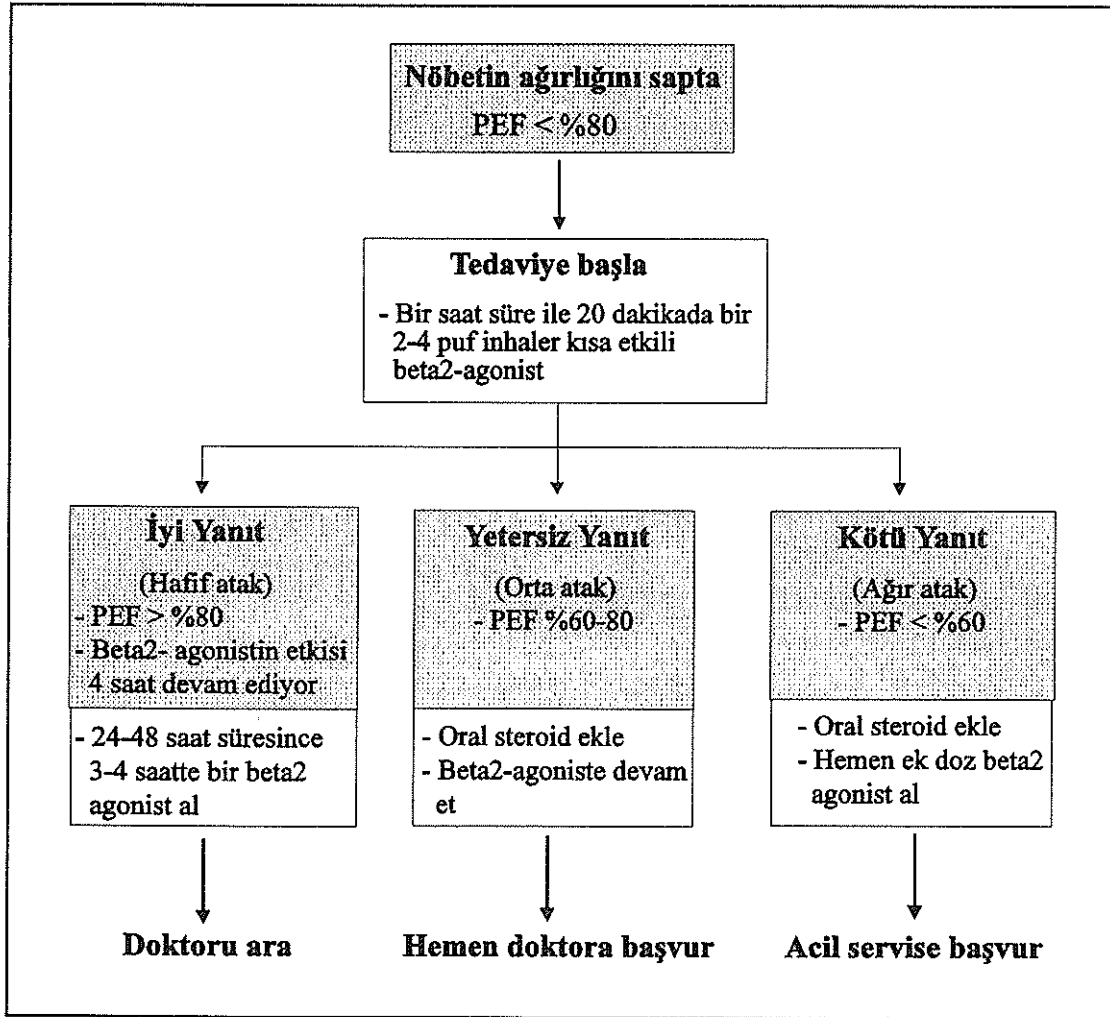 Nöbetin ağırlığını sapta
PEF < %80
Tedaviye başla
- Bir saat süre ile 20 dakikada bir
2-4 puf inhaler kısa etkili
beta2-agonist
İyi Yanıt
(Hafif atak)
- PEF > %80
- Beta2- agonistin etkisi
4 saat devam ediyor
- 24-48 saat süresince
3-4 saatte bir beta2
agonist al
Doktoru ara
Yetersiz Yanıt
(Orta atak)
- PEF %60-80
- Oral steroid ekle
- Beta2-agoniste devam
et
Hemen doktora başvur
Kötü Yanıt
(Ağır atak)
- PEF < %60
- Oral steroid ekle
- Hemen ek doz beta2
agonist al
Acil servise başvur